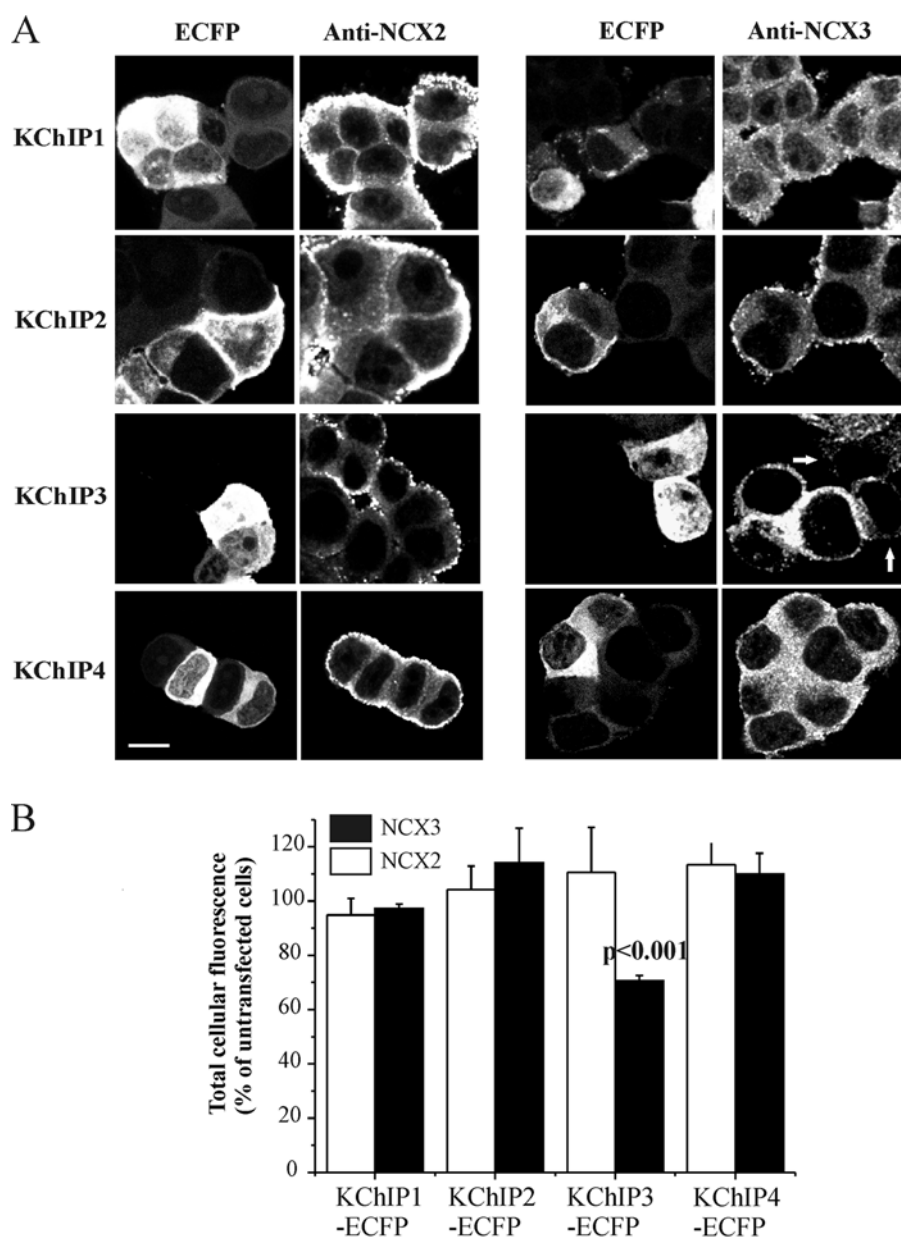 A
ECFP Anti-NCX2 ECFP Anti-NCX3
KChIP1
KChIP2
KChIP3
KChIP4
B
NCX3
NCX2
Total cellular fluorescence
(% of untransfected cells)
120
100
80
60
40
20
0
p<0.001
KChIP1 KChIP2 KChIP3 KChIP4
-ECFP -ECFP -ECFP -ECFP